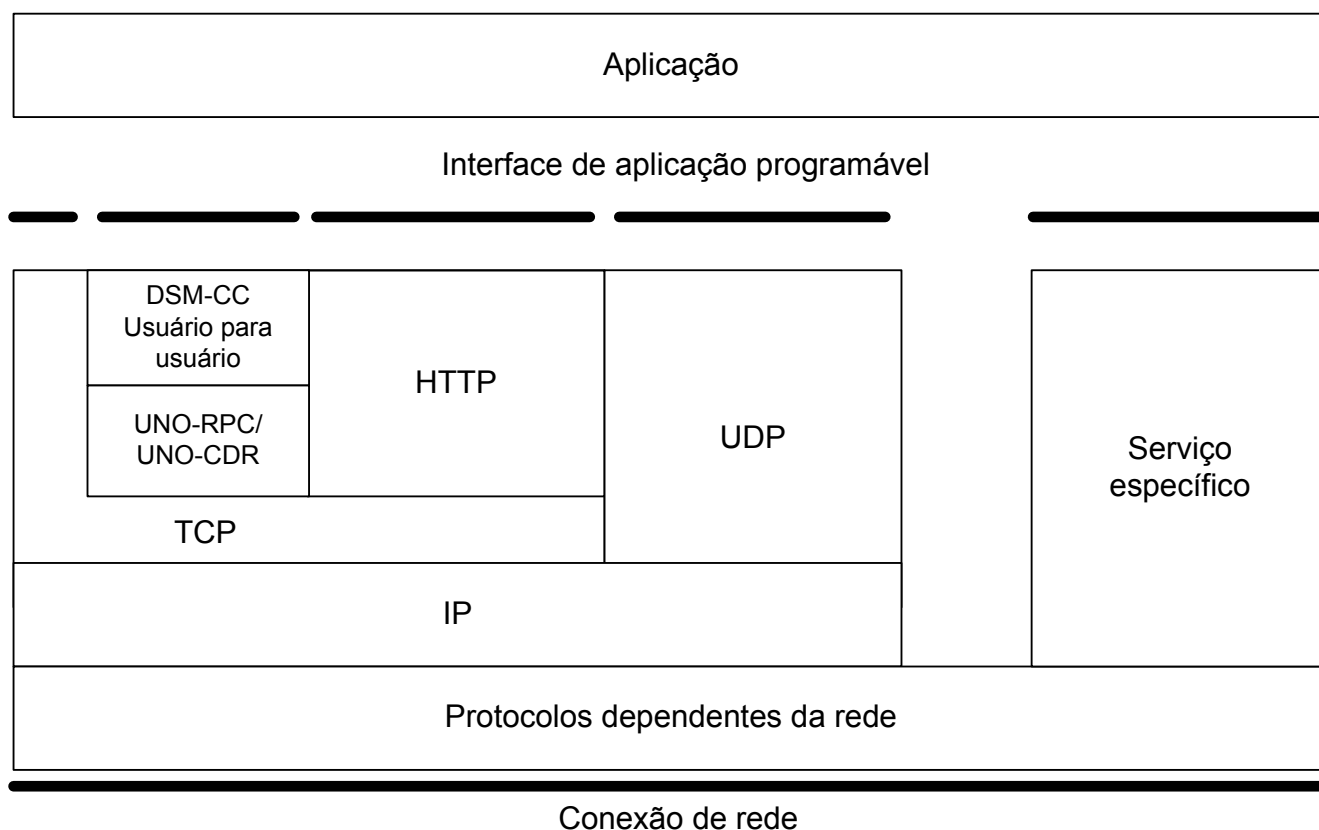 Aplicação
Interface de aplicação programável
DSM-CC
Usuário para
usuário
UNO-RPC/
UNO-CDR
HTTP
UDP
Serviço
específico
TCP
IP
Protocolos dependentes da rede
Conexão de rede